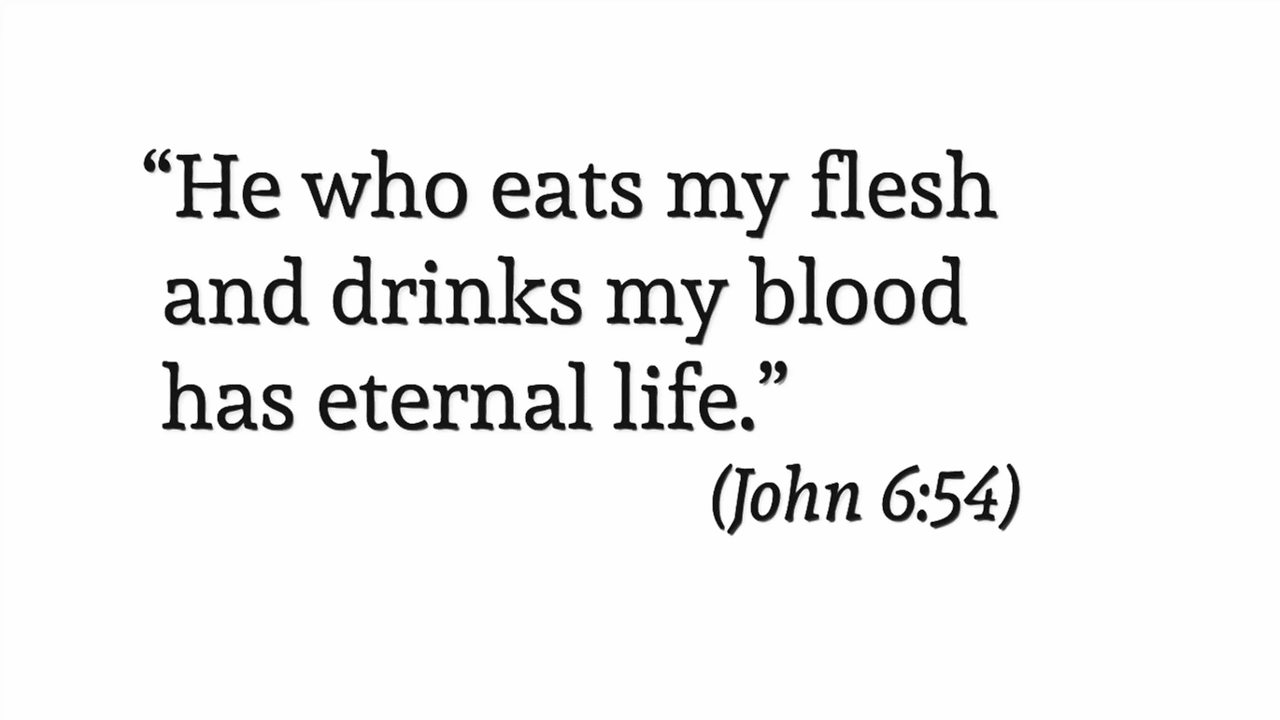 “He who eats my flesh
and drinks my blood
has eternal life.”
(John 6:54)